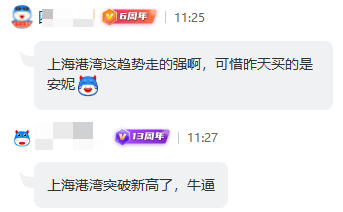 6周年 11:25
上海港湾这趋势走的强啊，可惜昨天买的是
安妮
13周年 11:27
上海港湾突破新高了，牛逼